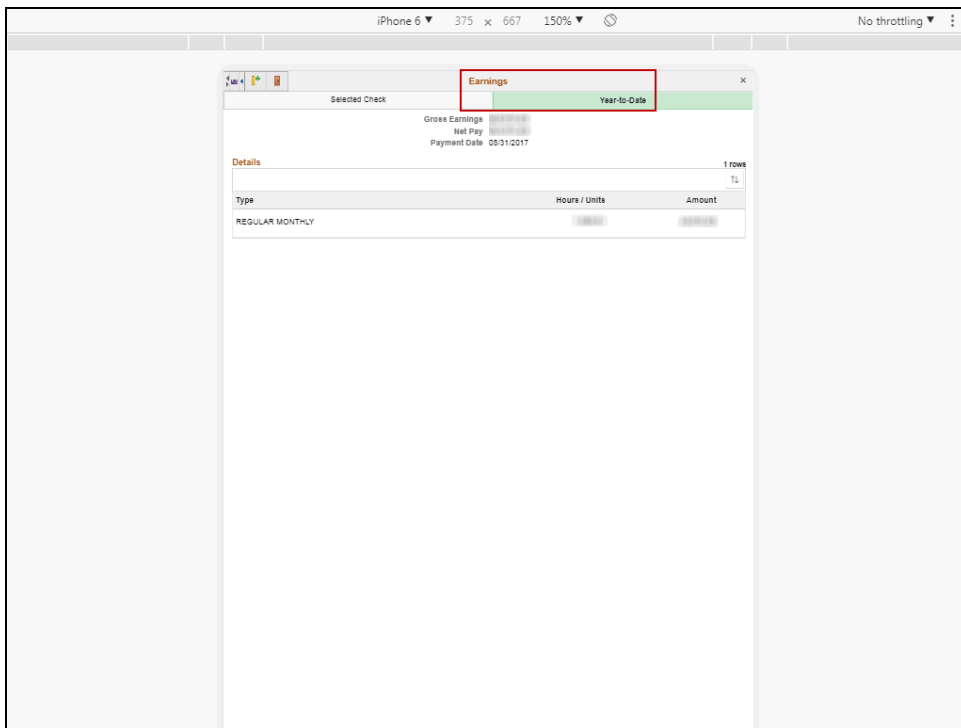 iPhone 6 ▼ 375 × 667 150% ▼ No throttling ▼
Earnings ×
Selected Check Year-to-Date
Gross Earnings
Net Pay
Payment Date 08/31/2017
Details 1 rows
Type Hours / Units Amount
REGULAR MONTHLY